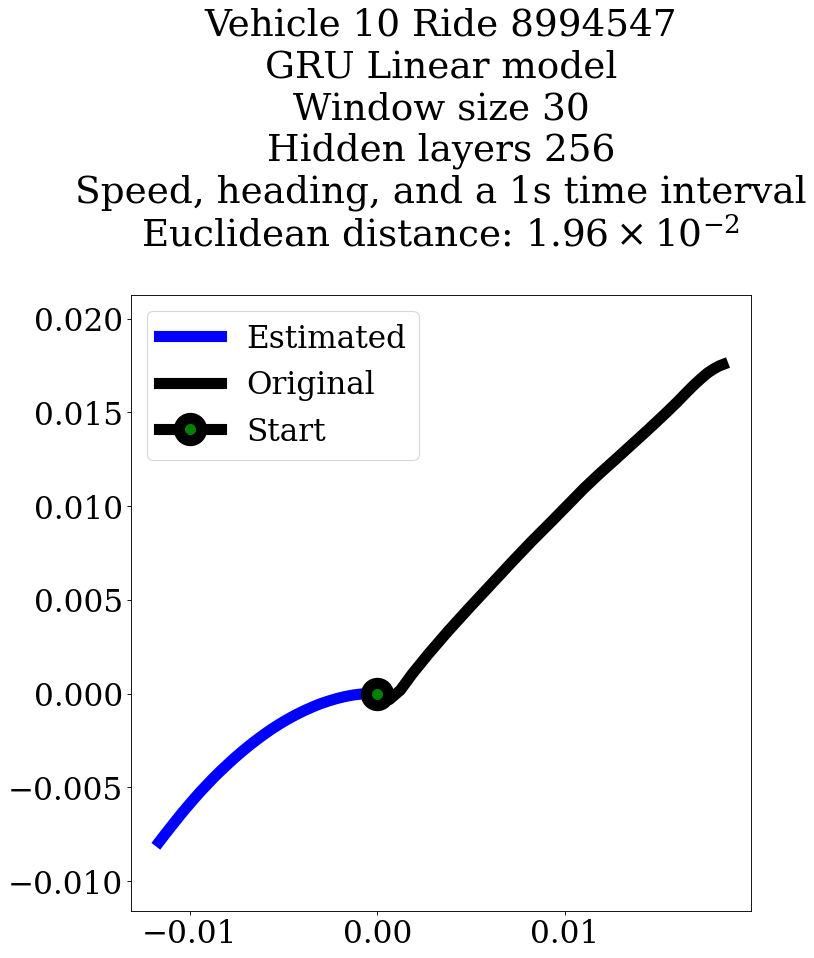 Vehicle 10 Ride 8994547
GRU Linear model
Window size 30
Hidden layers 256
Speed, heading, and a 1s time interval
Euclidean distance: 1.96 × 10⁻²
Estimated
Original
Start
0.020
0.015
0.010
0.005
0.000
−0.005
−0.010
−0.01 0.00 0.01